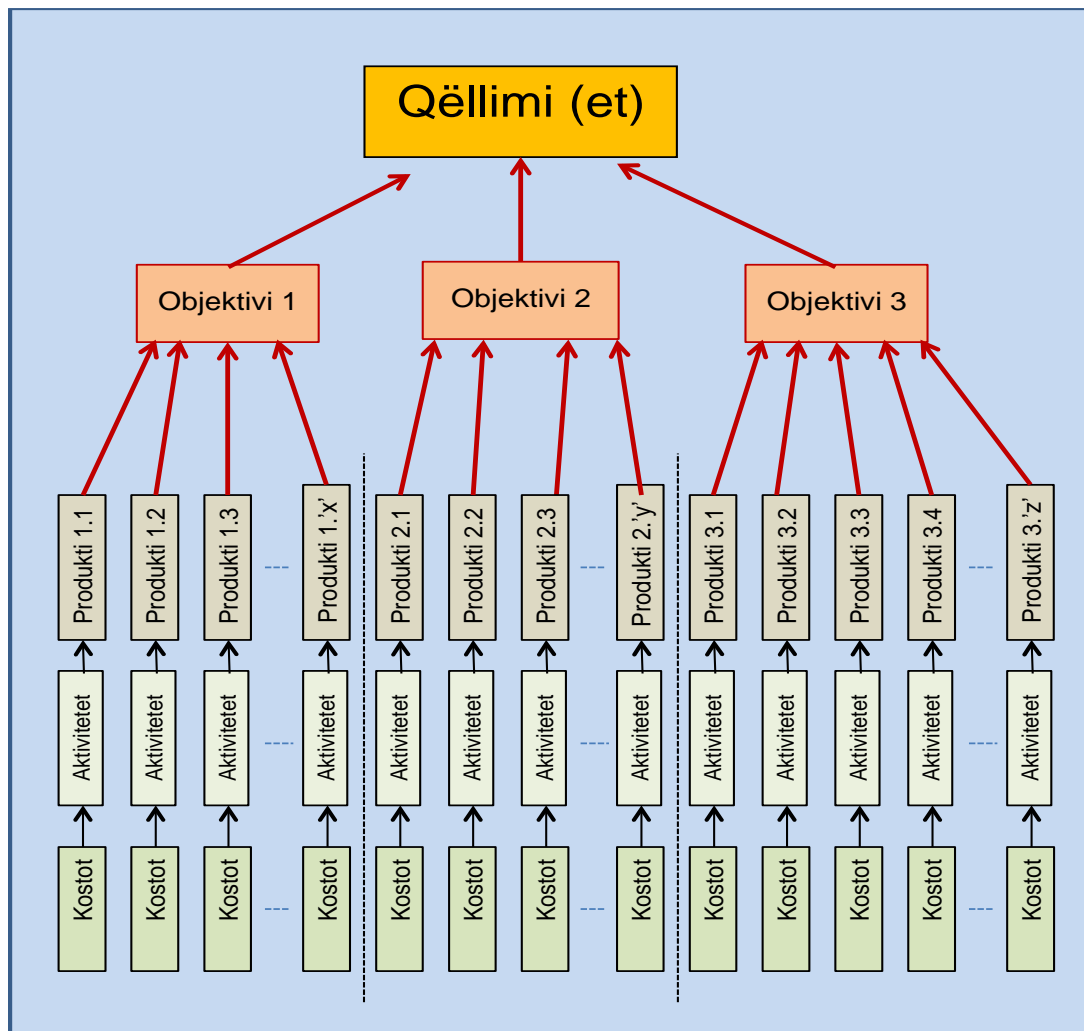 Qëllimi (et)
Objektivi 1
Objektivi 2
Objektivi 3
Produkti 1.1
Produkti 1.2
Produkti 1.3
Produkti 1.'x'
Produkti 2.1
Produkti 2.2
Produkti 2.3
Produkti 2.'y'
Produkti 3.1
Produkti 3.2
Produkti 3.3
Produkti 3.4
Produkti 3.'z'
Aktivitetet
Aktivitetet
Aktivitetet
Aktivitetet
Aktivitetet
Aktivitetet
Aktivitetet
Aktivitetet
Aktivitetet
Aktivitetet
Aktivitetet
Aktivitetet
Aktivitetet
Kostot
Kostot
Kostot
Kostot
Kostot
Kostot
Kostot
Kostot
Kostot
Kostot
Kostot
Kostot
Kostot